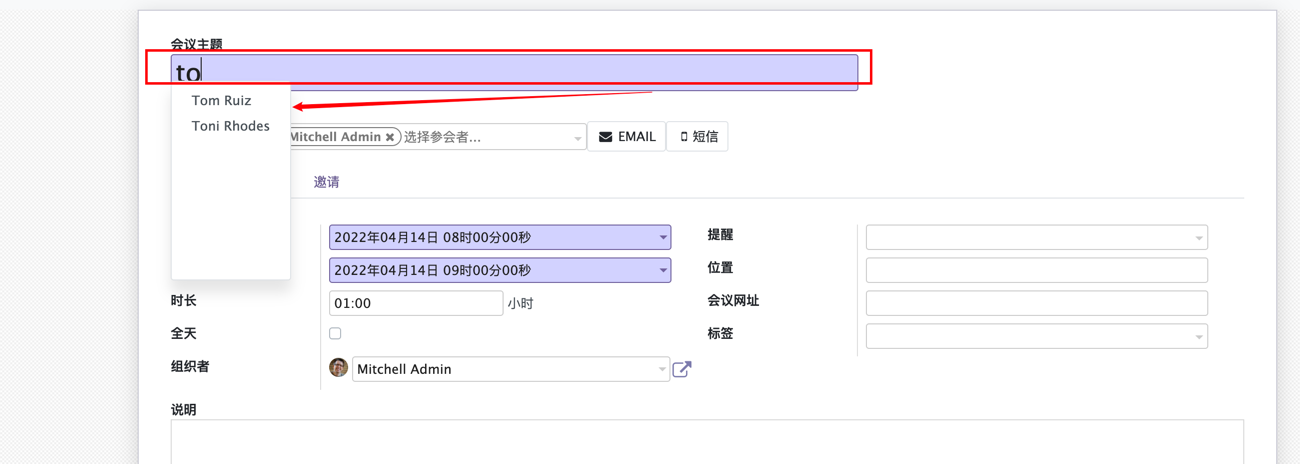 会议主题
to
Tom Ruiz
Toni Rhodes
Mitchell Admin 选择参会者...
EMAIL
短信
邀请
2022年04月14日 08时00分00秒
提醒
2022年04月14日 09时00分00秒
位置
时长 01:00 小时
会议网址
全天
标签
组织者 Mitchell Admin
说明